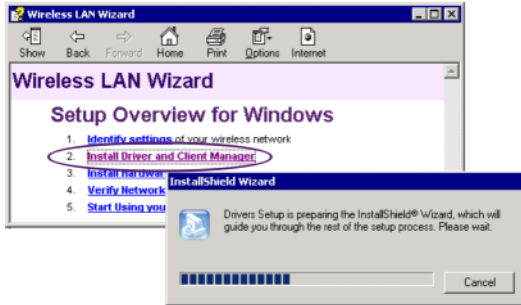 Wireless LAN Wizard
Show Back Forward Home Print Options Internet
Wireless LAN Wizard
Setup Overview for Windows
1. Identify settings of your wireless network
2. Install Driver and Client Manager
3. Install Hardwar
4. Verify Network
5. Start Using you
InstallShield Wizard
Drivers Setup is preparing the InstallShield® Wizard, which will
guide you through the rest of the setup process. Please wait.
Cancel